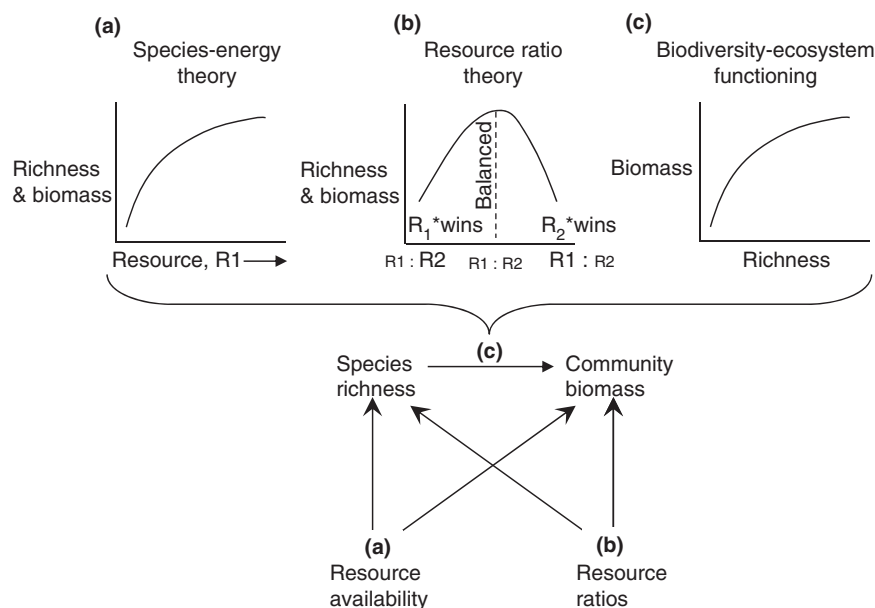 (a)
Species-energy
theory
Richness
& biomass
Resource, R1
(b)
Resource ratio
theory
Richness
& biomass
Balanced
R1*wins
R2*wins
R1 : R2
R1 : R2
R1 : R2
(c)
Biodiversity-ecosystem
functioning
Biomass
Richness
(c)
Species
richness
Community
biomass
(a)
Resource
availability
(b)
Resource
ratios